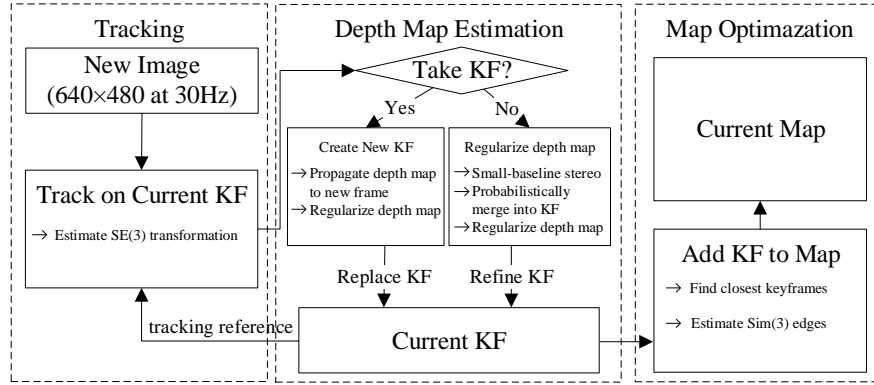 Tracking
New Image
(640×480 at 30Hz)
Track on Current KF
→ Estimate SE(3) transformation
tracking reference
Depth Map Estimation
Take KF?
Yes
No
Create New KF
→ Propagate depth map
to new frame
→ Regularize depth map
Regularize depth map
→ Small-baseline stereo
→ Probabilistically
merge into KF
→ Regularize depth map
Replace KF
Refine KF
Current KF
Map Optimazation
Current Map
Add KF to Map
→ Find closest keyframes
→ Estimate Sim(3) edges